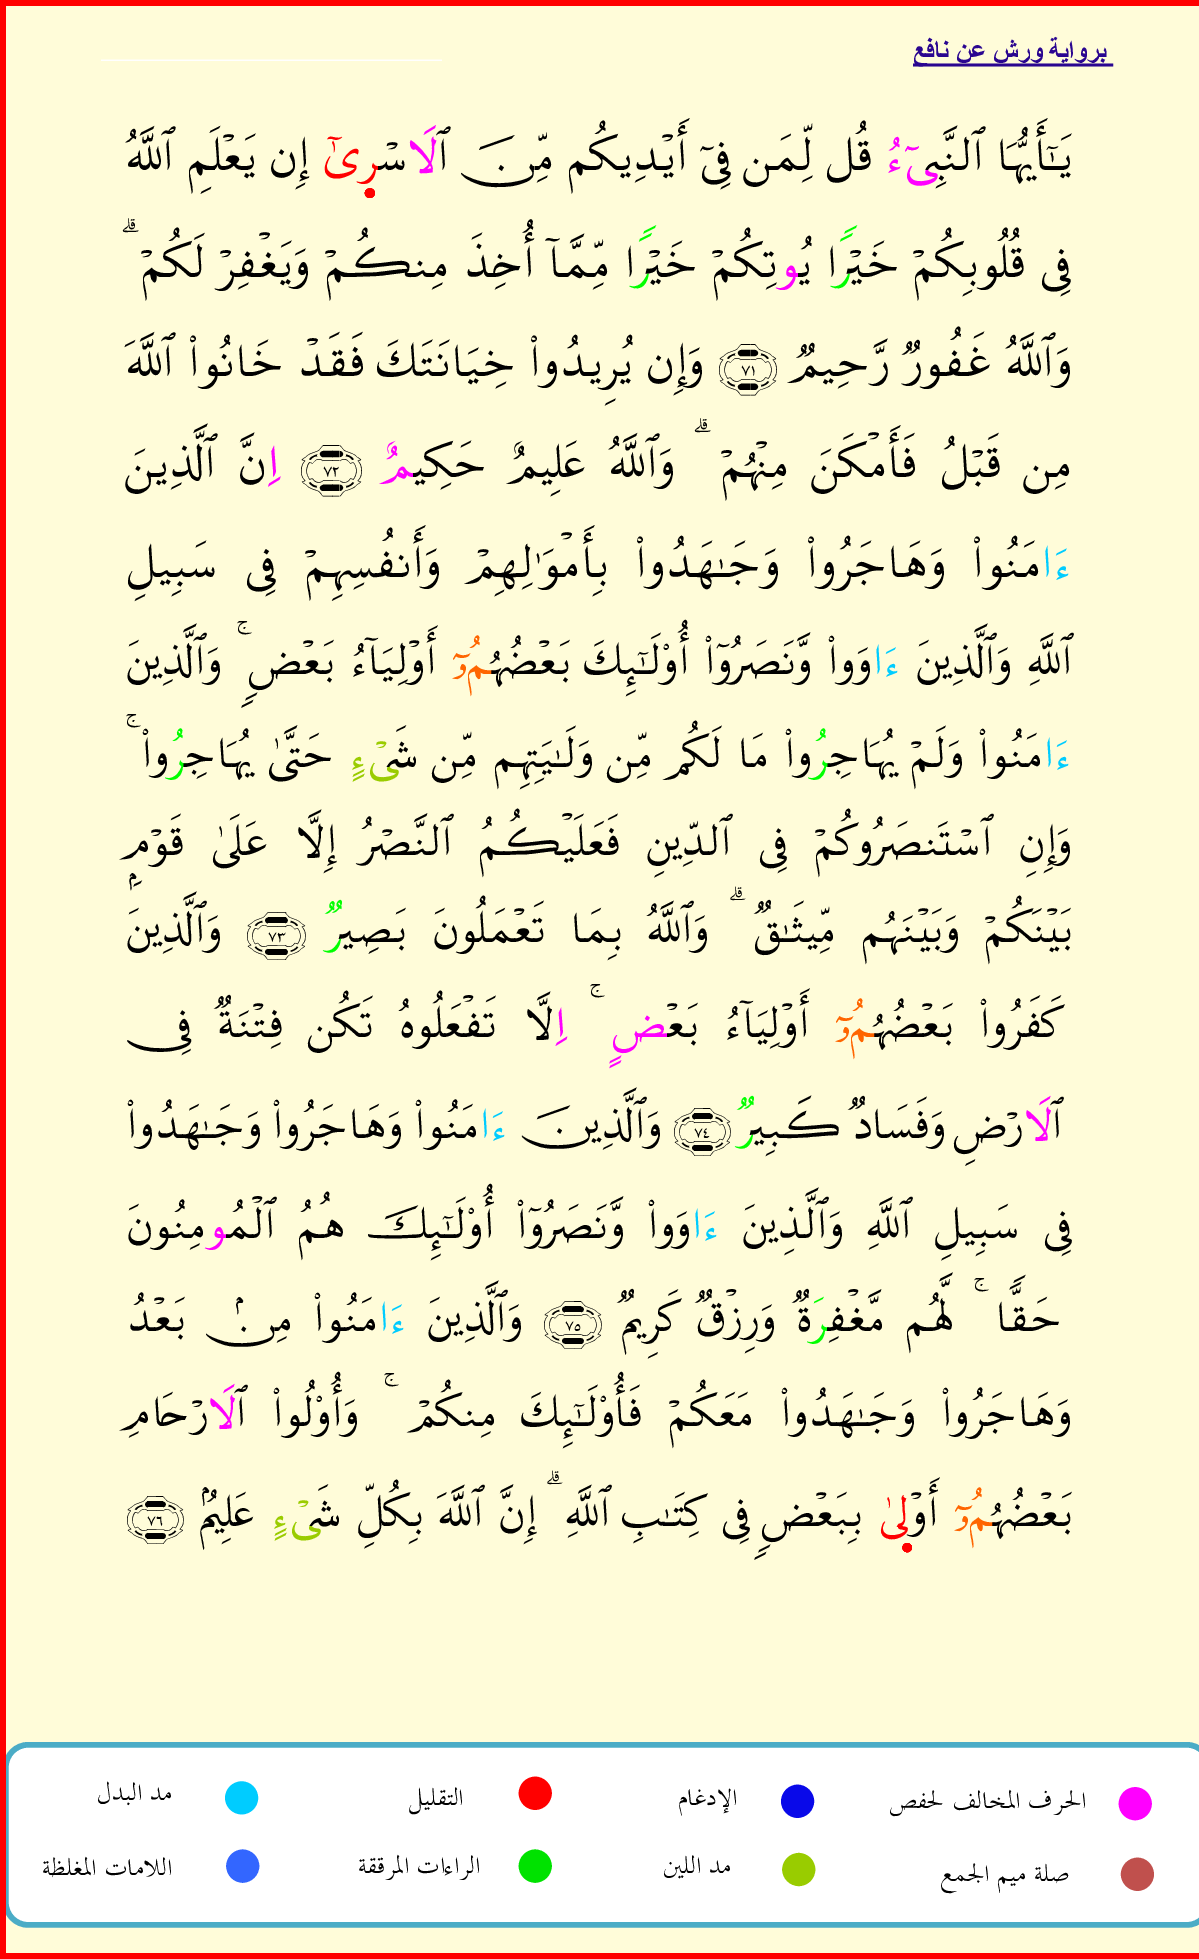 برواية ورش عن نافع
يَـٰٓأَيُّهَا ٱلنَّبِىٓءُ قُل لِّمَن فِىٓ أَيْدِيكُم مِّنَ ٱلَاسْرِىٰٓ إِن يَعْلَمِ ٱللَّهُ
فِى قُلُوبِكُمْ خَيْرًا يُوتِكُمْ خَيْرًا مِّمَّآ أُخِذَ مِنكُمْ وَيَغْفِرْ لَكُمْ ۗ
وَٱللَّهُ غَفُورٌ رَّحِيمٌ ٧١ وَإِن يُرِيدُوا۟ خِيَانَتَكَ فَقَدْ خَانُوا۟ ٱللَّهَ
مِن قَبْلُ فَأَمْكَنَ مِنْهُمْ ۗ وَٱللَّهُ عَلِيمٌ حَكِيمٌ ٧٢ اِنَّ ٱلَّذِينَ
ءَامَنُوا۟ وَهَاجَرُوا۟ وَجَـٰهَدُوا۟ بِأَمْوَٰلِهِمْ وَأَنفُسِهِمْ فِى سَبِيلِ
ٱللَّهِ وَٱلَّذِينَ ءَاوَوا۟ وَّنَصَرُوٓا۟ أُوْلَـٰٓئِكَ بَعْضُهُمُۥٓ أَوْلِيَآءُ بَعْضٍ ۚ وَٱلَّذِينَ
ءَامَنُوا۟ وَلَمْ يُهَاجِرُوا۟ مَا لَكُم مِّن وَلَـٰيَتِهِم مِّن شَىْءٍ حَتَّىٰ يُهَاجِرُوا۟ ۚ
وَإِنِ ٱسْتَنصَرُوكُمْ فِى ٱلدِّينِ فَعَلَيْكُمُ ٱلنَّصْرُ إِلَّا عَلَىٰ قَوْمٍۭ
بَيْنَكُمْ وَبَيْنَهُم مِّيثَـٰقٌ ۗ وَٱللَّهُ بِمَا تَعْمَلُونَ بَصِيرٌ ٧٣ وَٱلَّذِينَ
كَفَرُوا۟ بَعْضُهُمُۥٓ أَوْلِيَآءُ بَعْضٍ ۚ اِلَّا تَفْعَلُوهُ تَكُن فِتْنَةٌ فِى
ٱلَارْضِ وَفَسَادٌ كَبِيرٌ ٧٤ وَٱلَّذِينَ ءَامَنُوا۟ وَهَاجَرُوا۟ وَجَـٰهَدُوا۟
فِى سَبِيلِ ٱللَّهِ وَٱلَّذِينَ ءَاوَوا۟ وَّنَصَرُوٓا۟ أُوْلَـٰٓئِكَ هُمُ ٱلْمُومِنُونَ
حَقًّا ۚ لَّهُم مَّغْفِرَةٌ وَرِزْقٌ كَرِيمٌ ٧٥ وَٱلَّذِينَ ءَامَنُوا۟ مِنۢ بَعْدُ
وَهَاجَرُوا۟ وَجَـٰهَدُوا۟ مَعَكُمْ فَأُوْلَـٰٓئِكَ مِنكُمْ ۚ وَأُوْلُوا۟ ٱلَارْحَامِ
بَعْضُهُمُۥٓ أَوْلِىٰ بِبَعْضٍ فِى كِتَـٰبِ ٱللَّهِ ۗ إِنَّ ٱللَّهَ بِكُلِّ شَىْءٍ عَلِيمٌۢ ٧٦
الحرف المخالف لحفص الإدغام التقليل مد البدل
صلة ميم الجمع مد اللين الراءات المرققة اللامات المغلظة